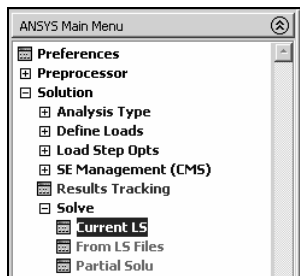 ANSYS Main Menu
Preferences
Preprocessor
Solution
Analysis Type
Define Loads
Load Step Opts
SE Management (CMS)
Results Tracking
Solve
Current LS
From LS Files
Partial Solu